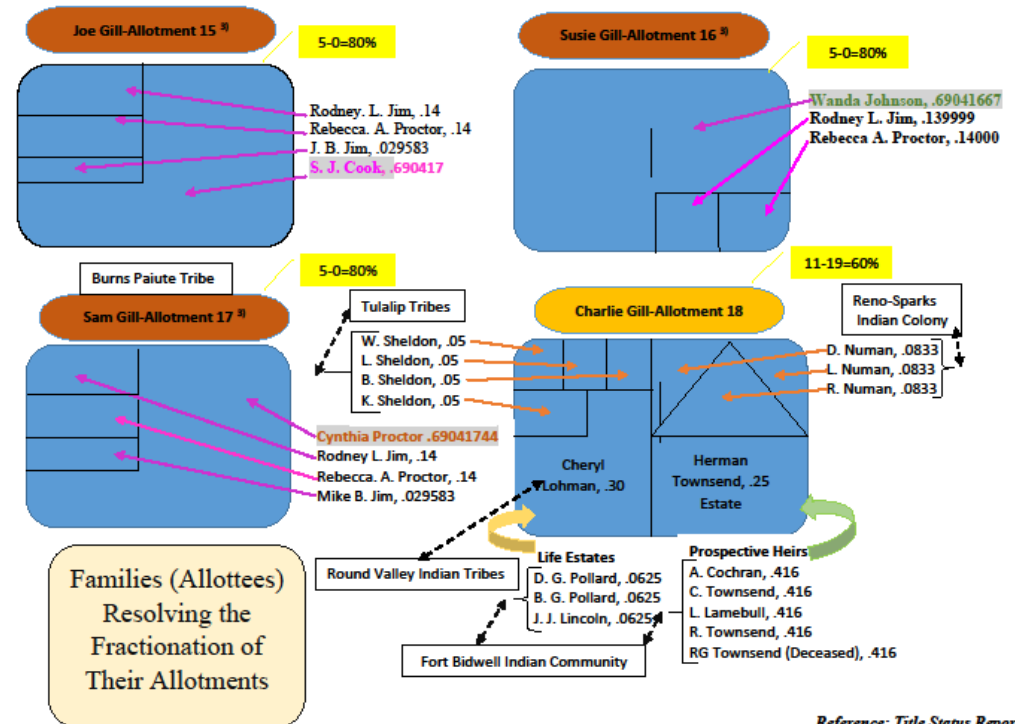 Joe Gill-Allotment 15 ³⁾
5-0=80%
Rodney. L. Jim, .14
Rebecca. A. Proctor, .14
J. B. Jim, .029583
S. J. Cook, .690417
Susie Gill-Allotment 16 ³⁾
5-0=80%
Wanda Johnson, .69041667
Rodney L. Jim, .139999
Rebecca A. Proctor, .14000
Burns Paiute Tribe
5-0=80%
Sam Gill-Allotment 17 ³⁾
Cynthia Proctor .69041744
Rodney L. Jim, .14
Rebecca. A. Proctor, .14
Mike B. Jim, .029583
Tulalip Tribes
W. Sheldon, .05
L. Sheldon, .05
B. Sheldon, .05
K. Sheldon, .05
11-19=60%
Charlie Gill-Allotment 18
Reno-Sparks
Indian Colony
D. Numan, .0833
L. Numan, .0833
R. Numan, .0833
Cheryl
Lohman, .30
Herman
Townsend, .25
Estate
Round Valley Indian Tribes
Life Estates
D. G. Pollard, .0625
B. G. Pollard, .0625
J. J. Lincoln, .0625
Prospective Heirs
A. Cochran, .416
C. Townsend, .416
L. Lamebull, .416
R. Townsend, .416
RG Townsend (Deceased), .416
Fort Bidwell Indian Community
Families (Allottees)
Resolving the
Fractionation of
Their Allotments
Reference: Title Status Repor